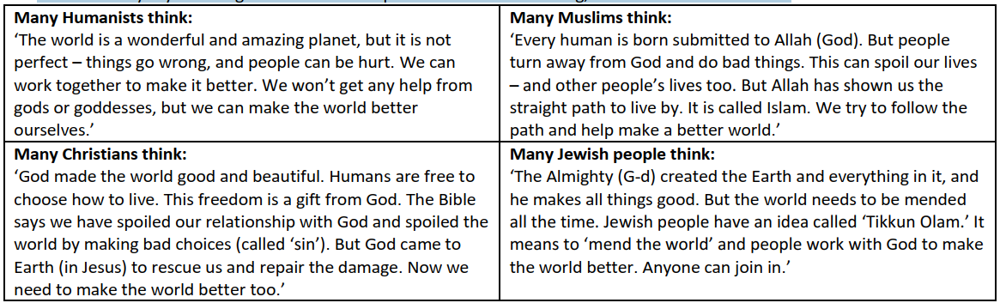 Many Humanists think:
‘The world is a wonderful and amazing planet, but it is not
perfect – things go wrong, and people can be hurt. We can
work together to make it better. We won’t get any help from
gods or goddesses, but we can make the world better
ourselves.’
Many Muslims think:
‘Every human is born submitted to Allah (God). But people
turn away from God and do bad things. This can spoil our lives
– and other people’s lives too. But Allah has shown us the
straight path to live by. It is called Islam. We try to follow the
path and help make a better world.’
Many Christians think:
‘God made the world good and beautiful. Humans are free to
choose how to live. This freedom is a gift from God. The Bible
says we have spoiled our relationship with God and spoiled the
world by making bad choices (called ‘sin’). But God came to
Earth (in Jesus) to rescue us and repair the damage. Now we
need to make the world better too.’
Many Jewish people think:
‘The Almighty (G-d) created the Earth and everything in it, and
he makes all things good. But the world needs to be mended
all the time. Jewish people have an idea called ‘Tikkun Olam.’ It
means to ‘mend the world’ and people work with God to make
the world better. Anyone can join in.’